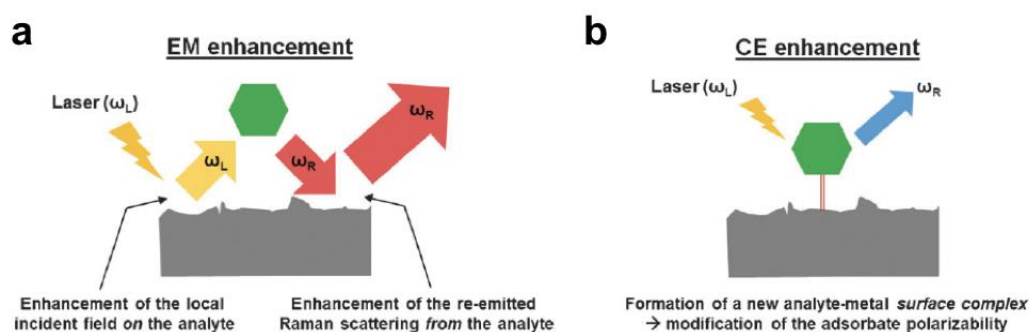 a
EM enhancement
Laser (ωL)
ωL
ωR
ωR
Enhancement of the local
incident field on the analyte
Enhancement of the re-emitted
Raman scattering from the analyte
b
CE enhancement
Laser (ωL)
ωR
Formation of a new analyte-metal surface complex
→ modification of the adsorbate polarizability